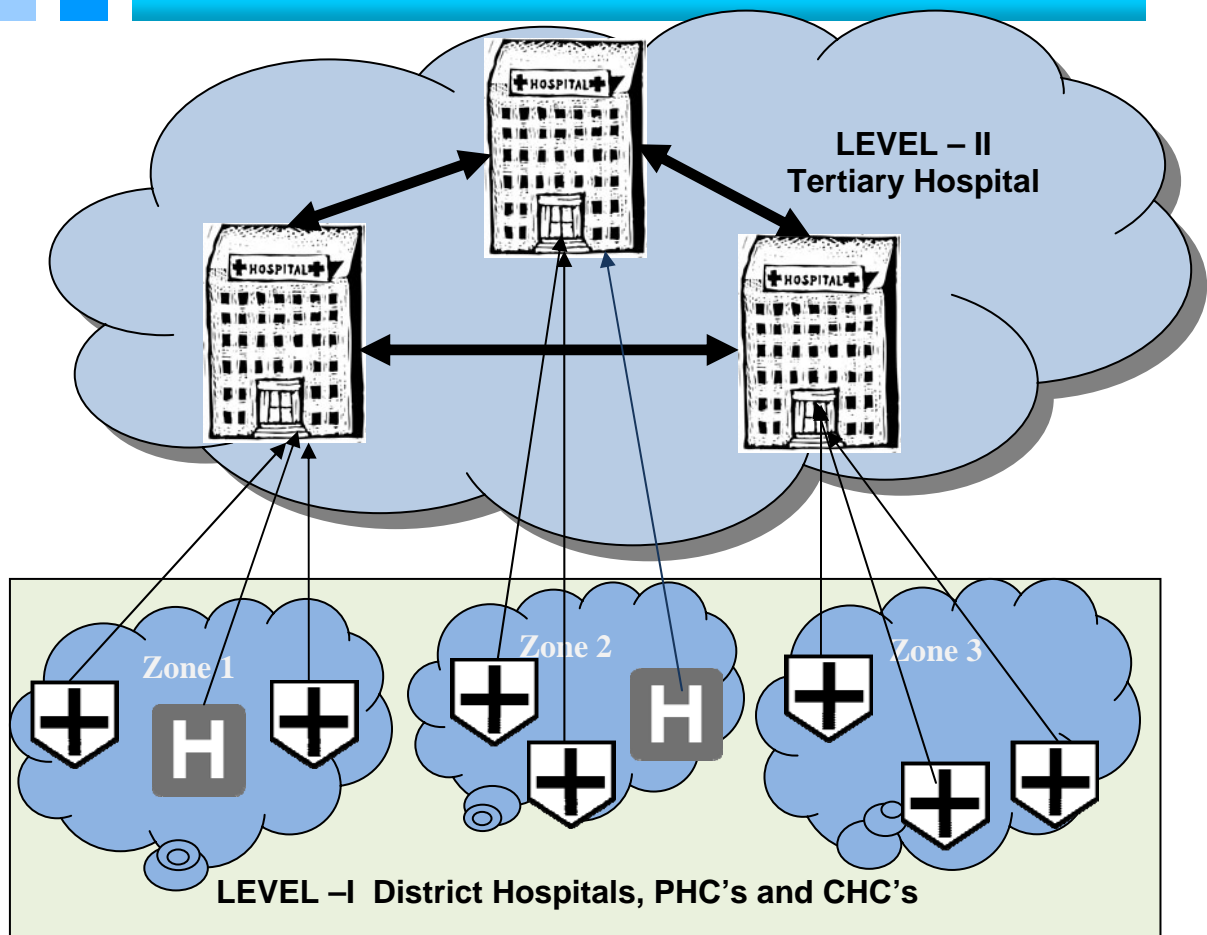 HOSPITAL
LEVEL – II
Tertiary Hospital
HOSPITAL
HOSPITAL
Zone 1
Zone 2
Zone 3
H
H
LEVEL –I  District Hospitals, PHC's and CHC's